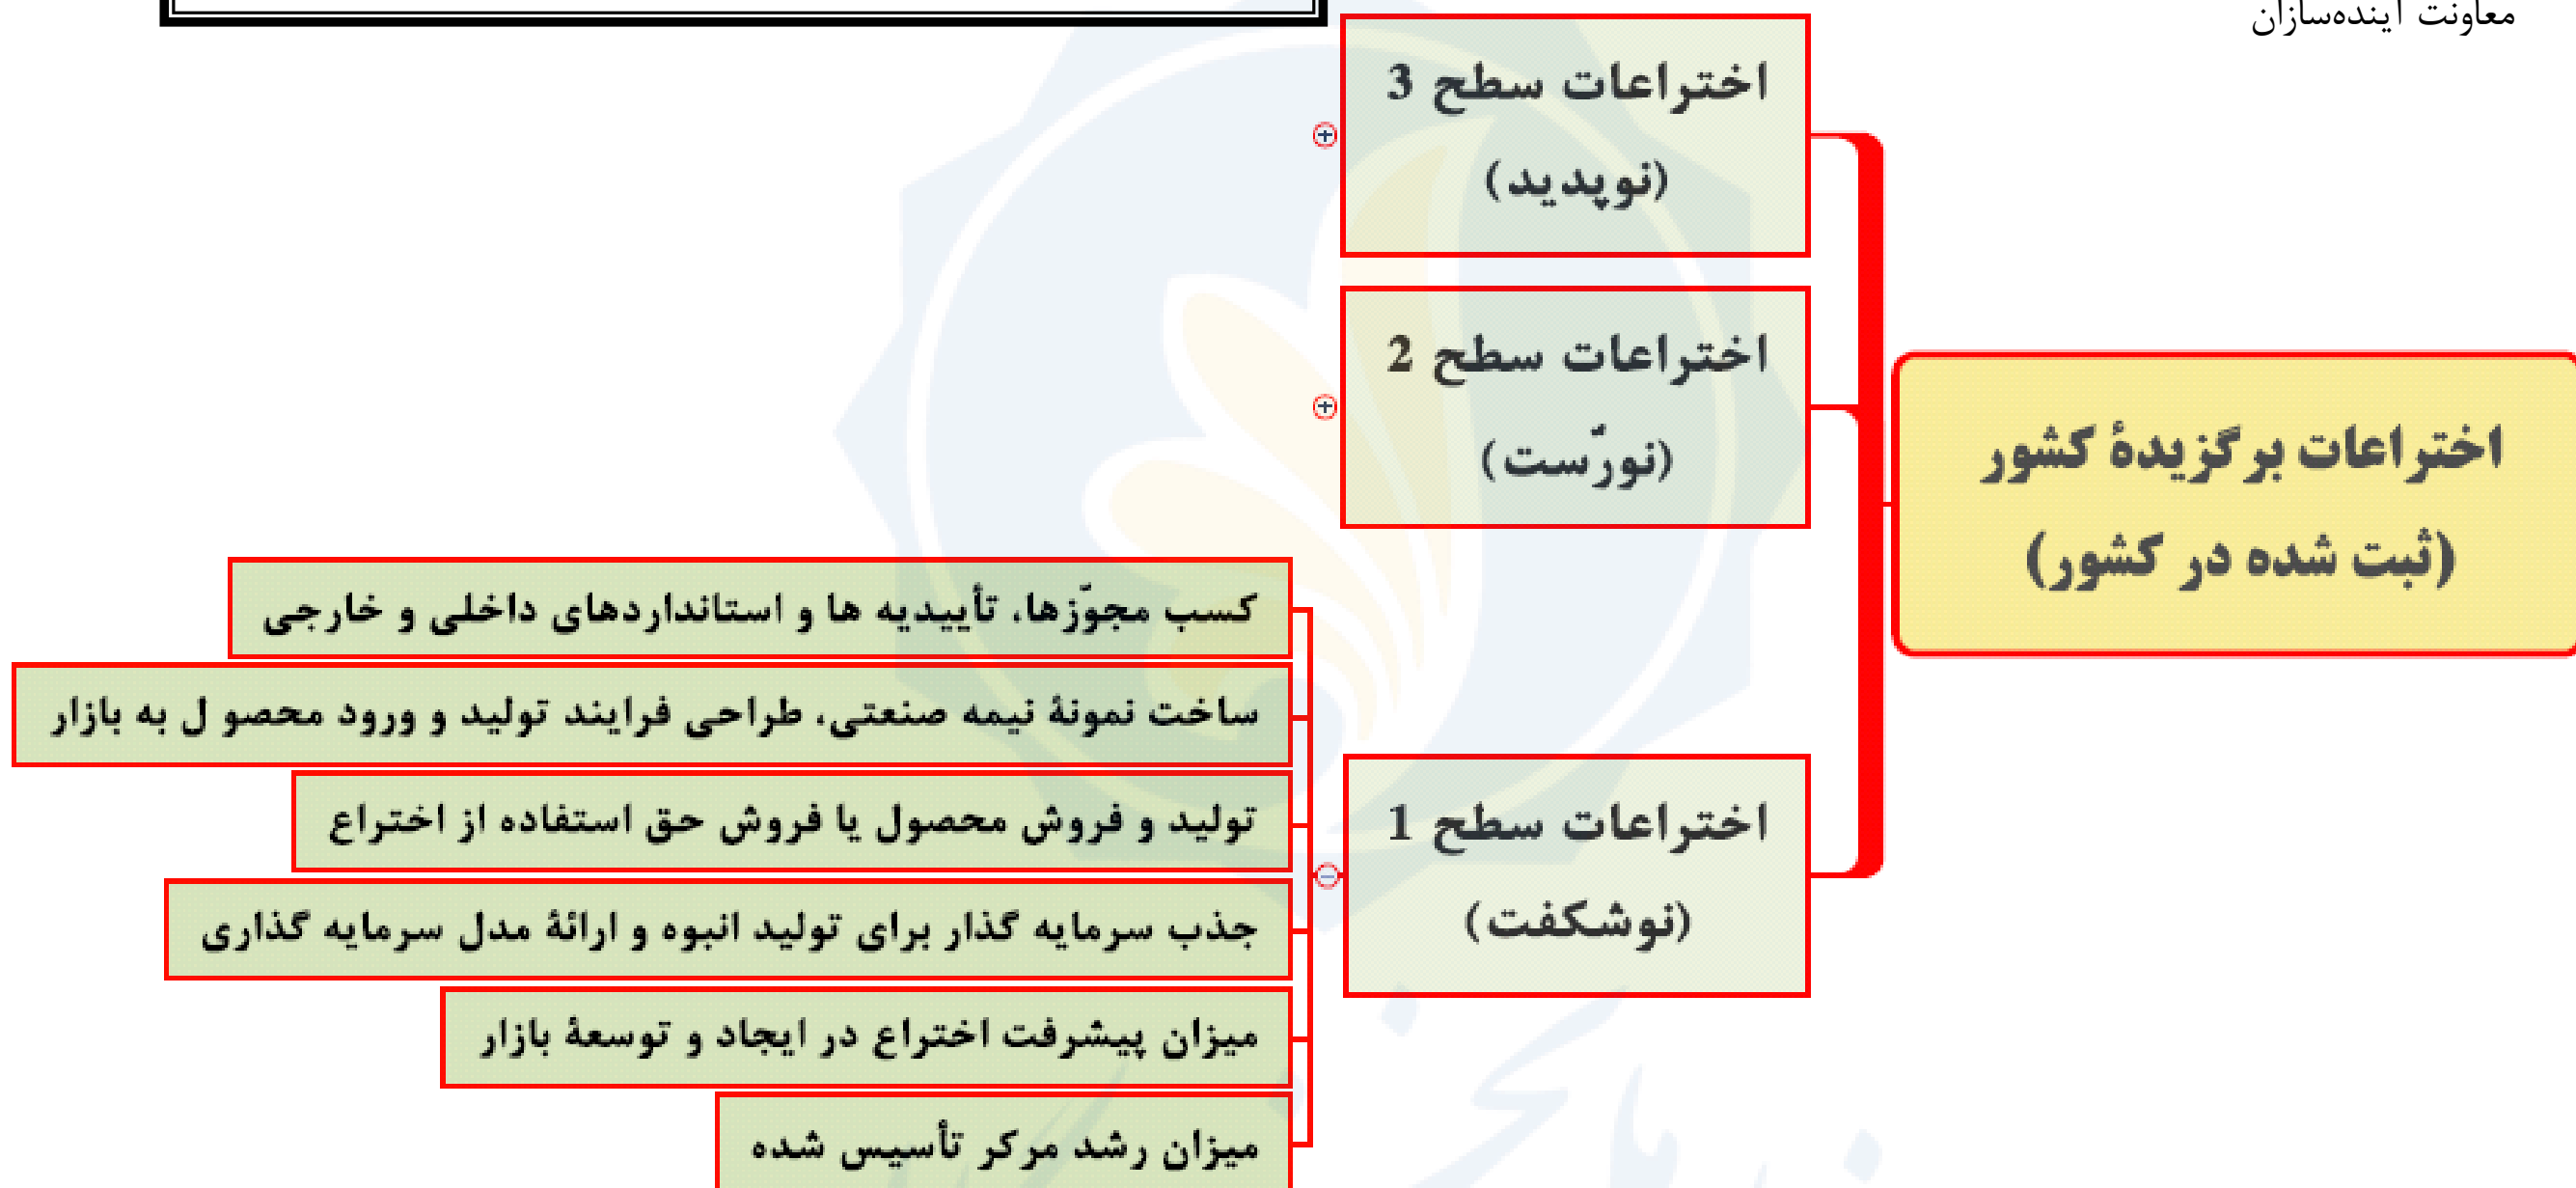 معاونت آینده‌سازان
اختراعات برگزیدهٔ کشور
(ثبت شده در کشور)
اختراعات سطح 3
(نوپدید)
اختراعات سطح 2
(نورُست)
اختراعات سطح 1
(نوشکفت)
کسب مجوّزها، تأییدیه ها و استانداردهای داخلی و خارجی
ساخت نمونهٔ نیمه صنعتی، طراحی فرایند تولید و ورود محصو ل به بازار
تولید و فروش محصول یا فروش حق استفاده از اختراع
جذب سرمایه گذار برای تولید انبوه و ارائهٔ مدل سرمایه گذاری
میزان پیشرفت اختراع در ایجاد و توسعهٔ بازار
میزان رشد مرکر تأسیس شده